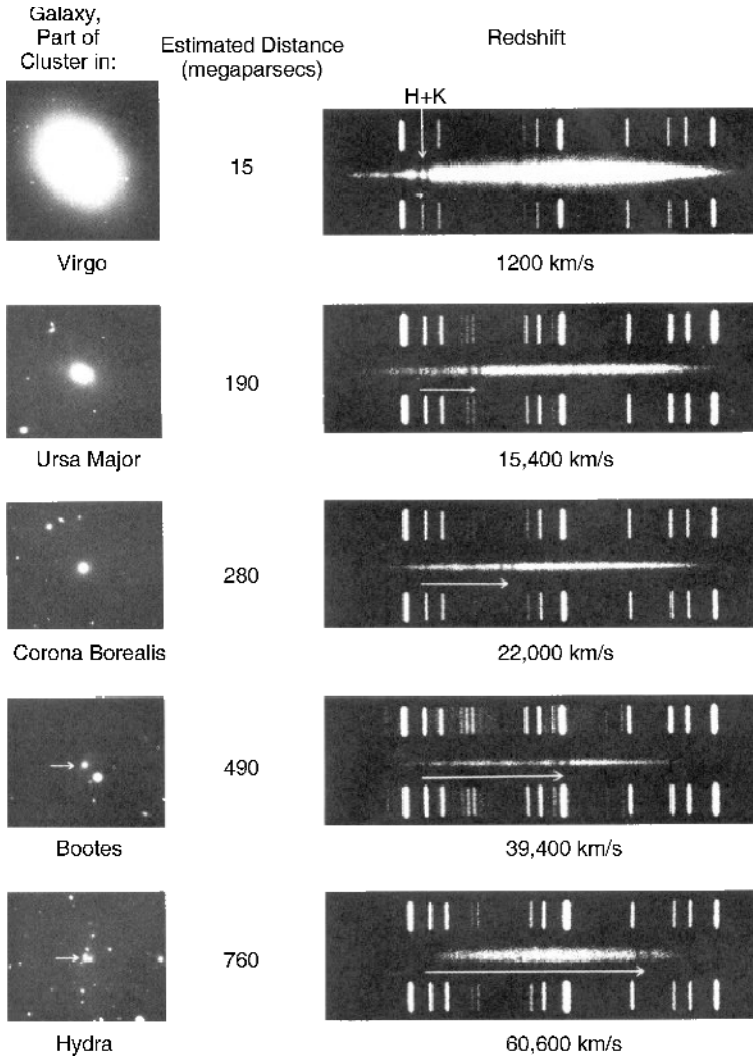 Galaxy,
Part of
Cluster in:
Estimated Distance
(megaparsecs)
Redshift
H+K
15
Virgo
1200 km/s
190
Ursa Major
15,400 km/s
280
Corona Borealis
22,000 km/s
490
Bootes
39,400 km/s
760
Hydra
60,600 km/s